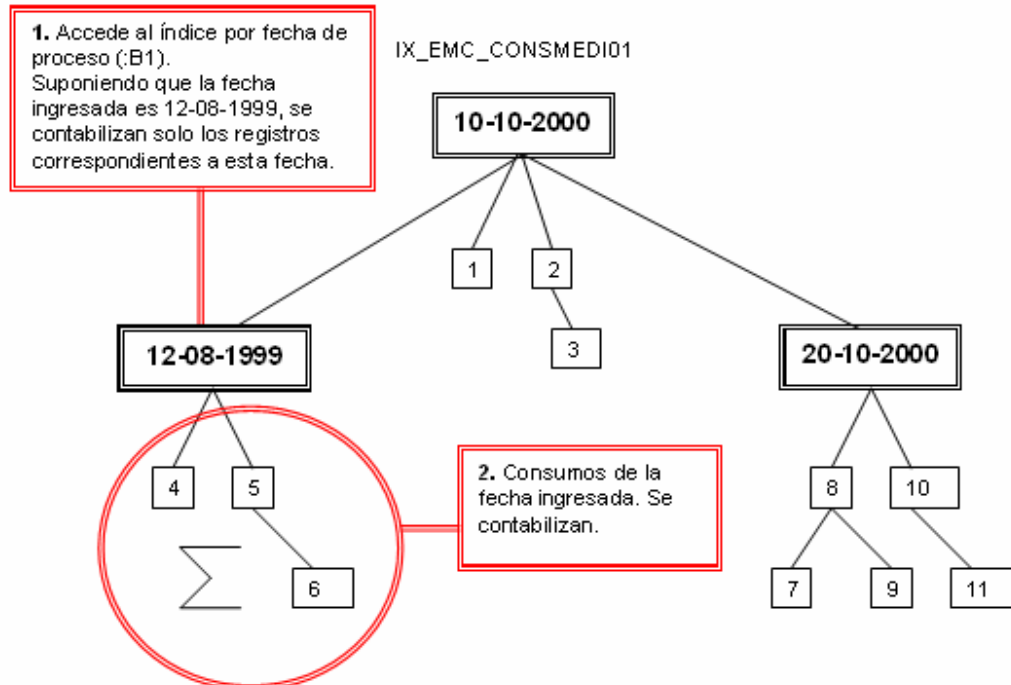 1. Accede al índice por fecha de
proceso (:B1).
Suponiendo que la fecha
ingresada es 12-08-1999, se
contabilizan solo los registros
correspondientes a esta fecha.
IX_EMC_CONSMEDI01
10-10-2000
1
2
3
12-08-1999
20-10-2000
4
5
6
2. Consumos de la
fecha ingresada. Se
contabilizan.
8
10
7
9
11